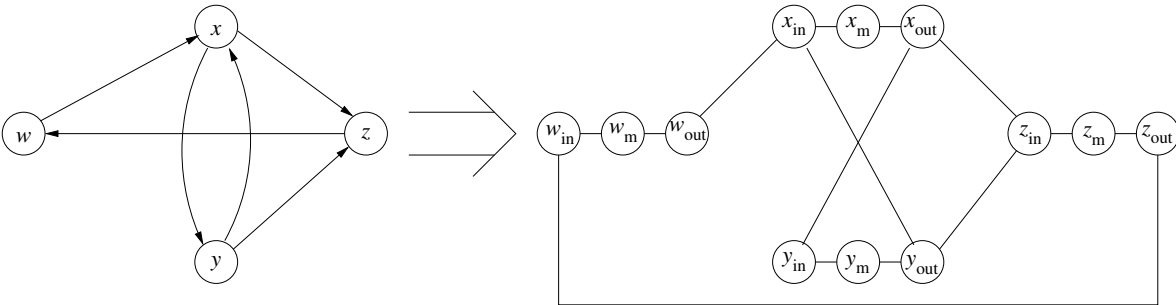 x
w
z
y
x_in x_m x_out
w_in w_m w_out
z_in z_m z_out
y_in y_m y_out